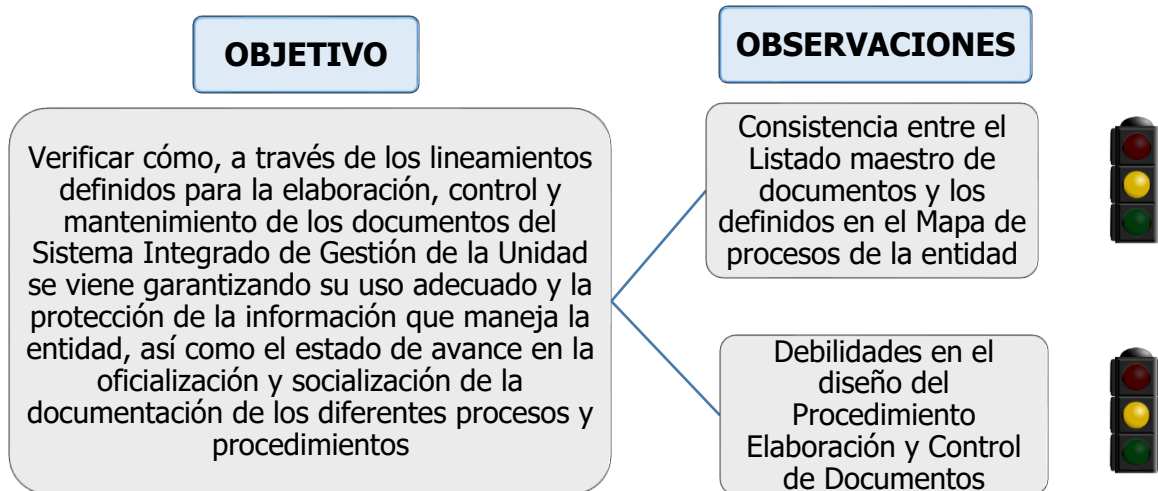 OBJETIVO
Verificar cómo, a través de los lineamientos
definidos para la elaboración, control y
mantenimiento de los documentos del
Sistema Integrado de Gestión de la Unidad
se viene garantizando su uso adecuado y la
protección de la información que maneja la
entidad, así como el estado de avance en la
oficialización y socialización de la
documentación de los diferentes procesos y
procedimientos
OBSERVACIONES
Consistencia entre el
Listado maestro de
documentos y los
definidos en el Mapa de
procesos de la entidad
Debilidades en el
diseño del
Procedimiento
Elaboración y Control
de Documentos